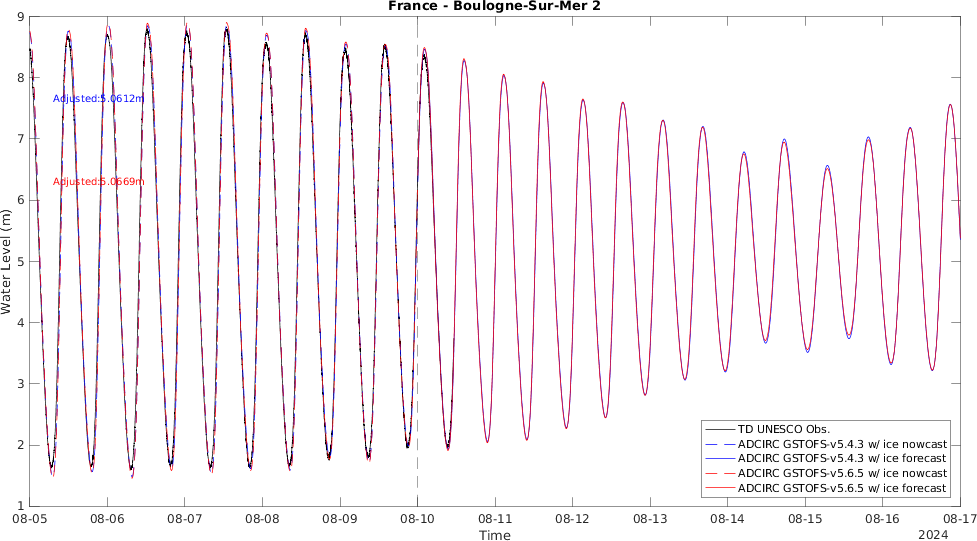 France - Boulogne-Sur-Mer 2
9
8
7
6
5
4
3
2
1
Water Level (m)
Adjusted:5.0612m
Adjusted:5.0669m
TD UNESCO Obs.
ADCIRC GSTOFS-v5.4.3 w/ ice nowcast
ADCIRC GSTOFS-v5.4.3 w/ ice forecast
ADCIRC GSTOFS-v5.6.5 w/ ice nowcast
ADCIRC GSTOFS-v5.6.5 w/ ice forecast
08-05 08-06 08-07 08-08 08-09 08-10 08-11 08-12 08-13 08-14 08-15 08-16 08-17
Time
2024